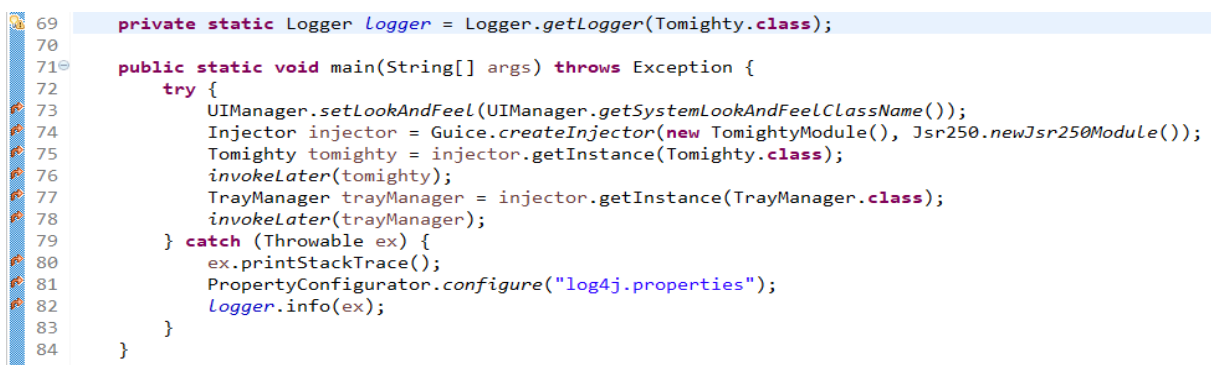 69 private static Logger logger = Logger.getLogger(Tomighty.class);
70
71 public static void main(String[] args) throws Exception {
72 try {
73 UIManager.setLookAndFeel(UIManager.getSystemLookAndFeelClassName());
74 Injector injector = Guice.createInjector(new TomightyModule(), Jsr250.newJsr250Module());
75 Tomighty tomighty = injector.getInstance(Tomighty.class);
76 invokeLater(tomighty);
77 TrayManager trayManager = injector.getInstance(TrayManager.class);
78 invokeLater(trayManager);
79 } catch (Throwable ex) {
80 ex.printStackTrace();
81 PropertyConfigurator.configure("log4j.properties");
82 logger.info(ex);
83 }
84 }